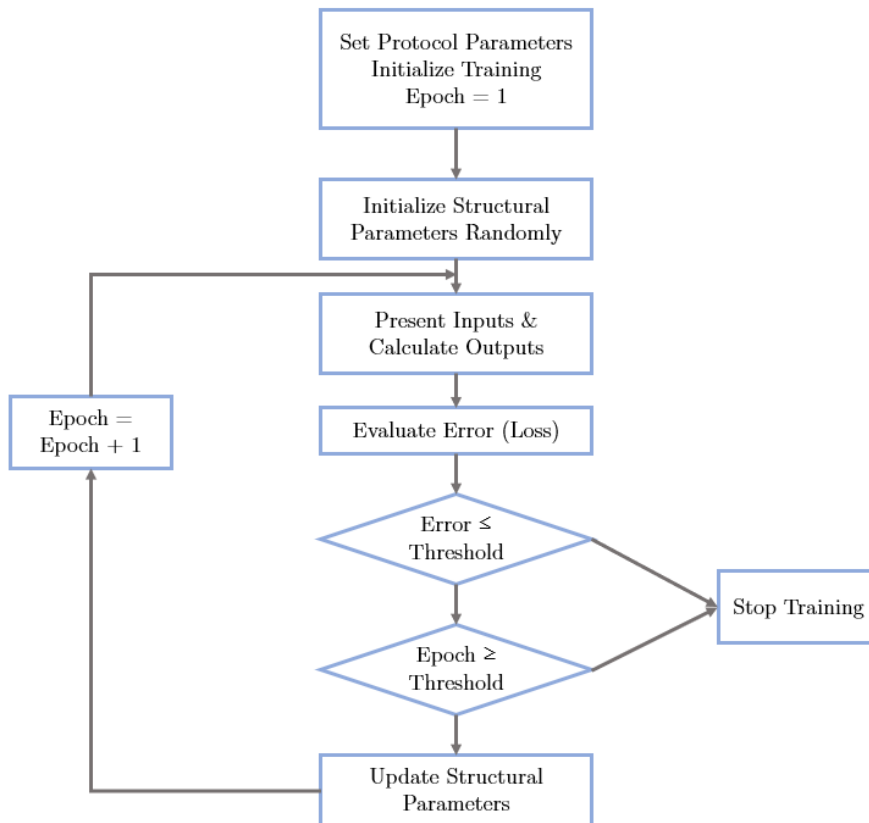 Set Protocol Parameters
Initialize Training
Epoch = 1
Initialize Structural
Parameters Randomly
Present Inputs &
Calculate Outputs
Epoch =
Epoch + 1
Evaluate Error (Loss)
Error ≤
Threshold
Stop Training
Epoch ≥
Threshold
Update Structural
Parameters